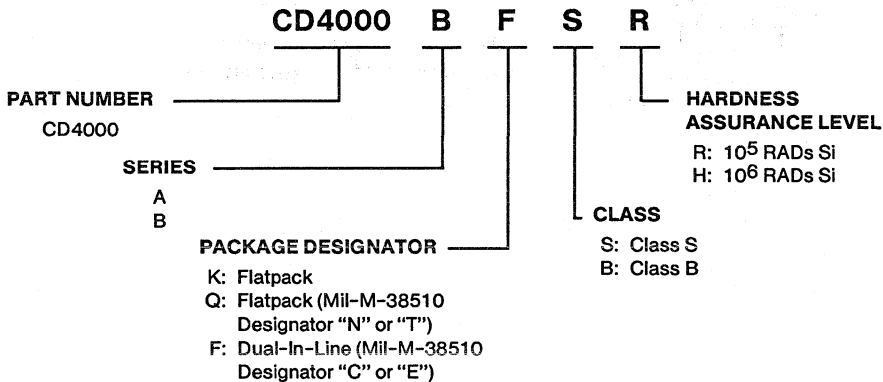 CD4000 B F S R
PART NUMBER
CD4000
SERIES
A
B
PACKAGE DESIGNATOR
K: Flatpack
Q: Flatpack (Mil-M-38510
Designator “N” or “T”)
F: Dual-In-Line (Mil-M-38510
Designator “C” or “E”)
CLASS
S: Class S
B: Class B
HARDNESS
ASSURANCE LEVEL
R: 10⁵ RADs Si
H: 10⁶ RADs Si